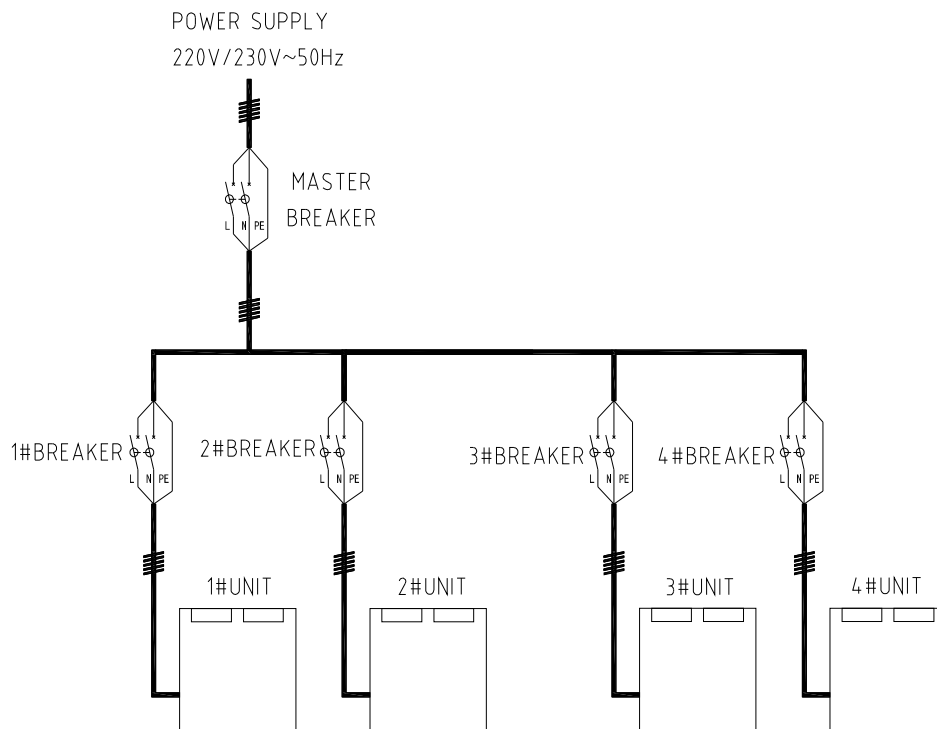 POWER SUPPLY
220V/230V~50Hz
MASTER
BREAKER
L N PE
1#BREAKER
2#BREAKER
3#BREAKER
4#BREAKER
L N PE
L N PE
L N PE
L N PE
1#UNIT
2#UNIT
3#UNIT
4#UNIT